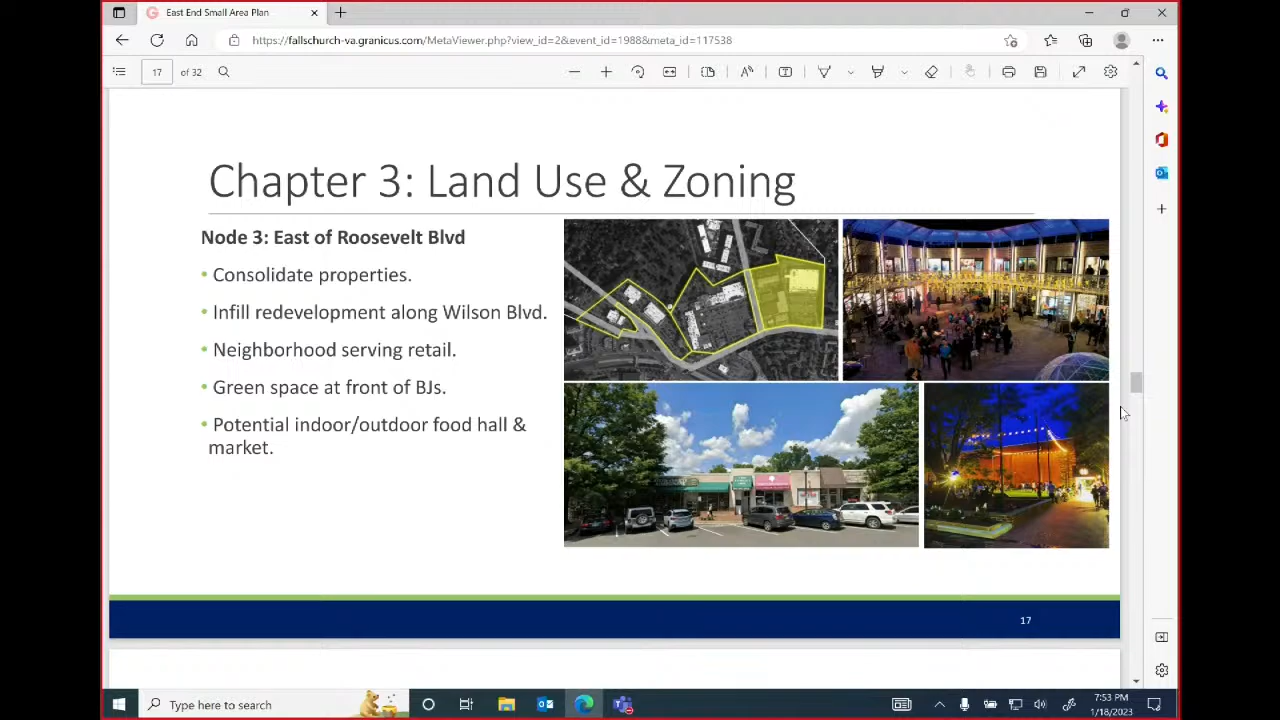 East End Small Area Plan
https://fallschurch-va.granicus.com/MetaViewer.php?view_id=2&event_id=1988&meta_id=117538
17 of 32
Chapter 3: Land Use & Zoning
Node 3: East of Roosevelt Blvd
• Consolidate properties.
• Infill redevelopment along Wilson Blvd.
• Neighborhood serving retail.
• Green space at front of BJs.
• Potential indoor/outdoor food hall &
market.
17
Type here to search
7:53 PM
1/18/2023